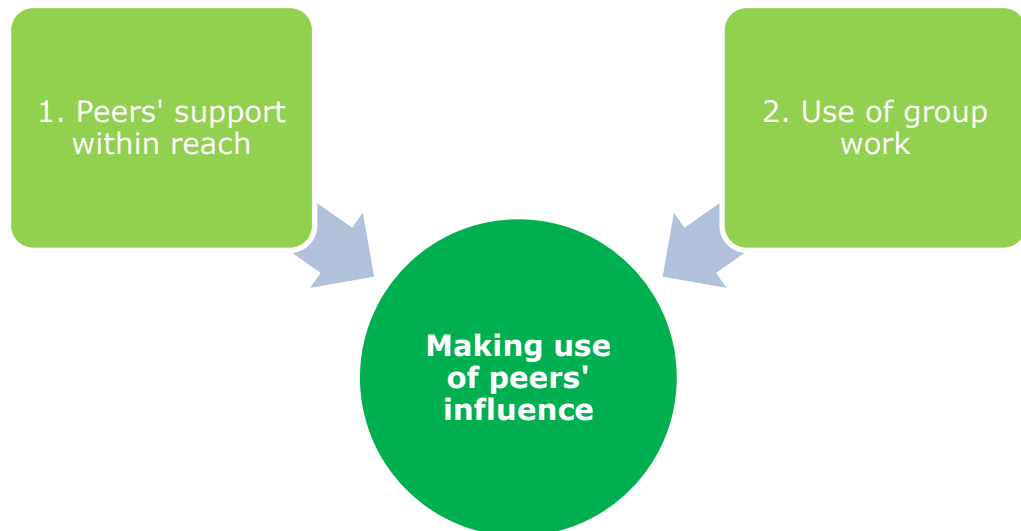 1. Peers' support
within reach
2. Use of group
work
Making use
of peers'
influence